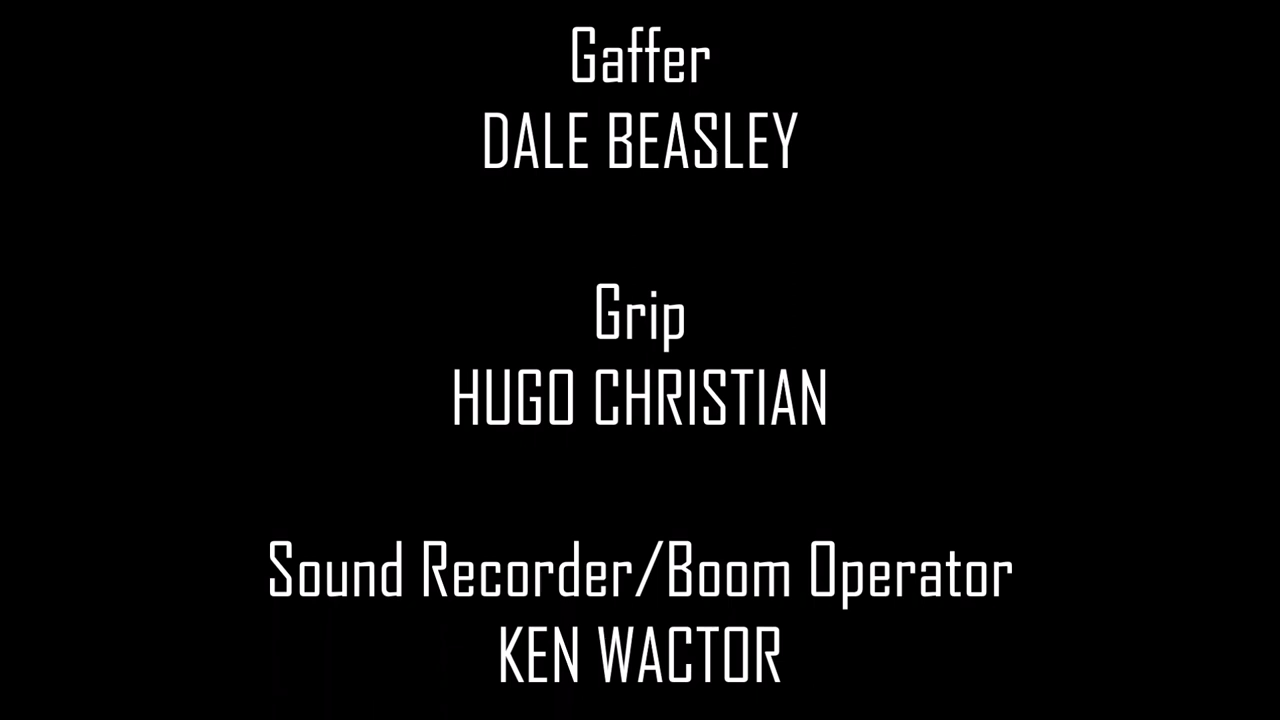 Gaffer
DALE BEASLEY
Grip
HUGO CHRISTIAN
Sound Recorder/Boom Operator
KEN WACTOR